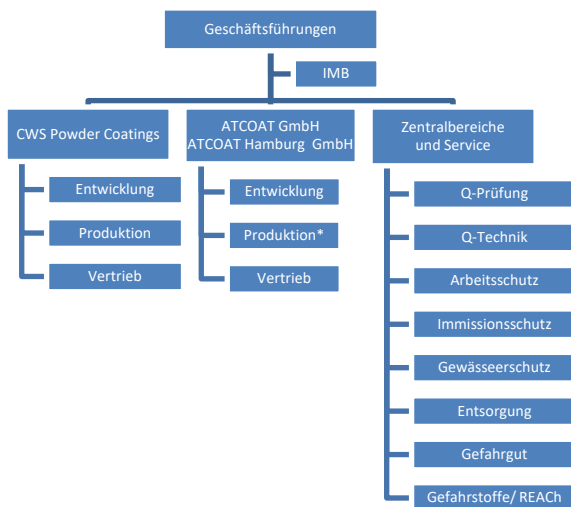 Geschäftsführungen
IMB
CWS Powder Coatings
Entwicklung
Produktion
Vertrieb
ATCOAT GmbH
ATCOAT Hamburg GmbH
Entwicklung
Produktion*
Vertrieb
Zentralbereiche
und Service
Q-Prüfung
Q-Technik
Arbeitsschutz
Immissionsschutz
Gewässeerschutz
Entsorgung
Gefahrgut
Gefahrstoffe/ REACh